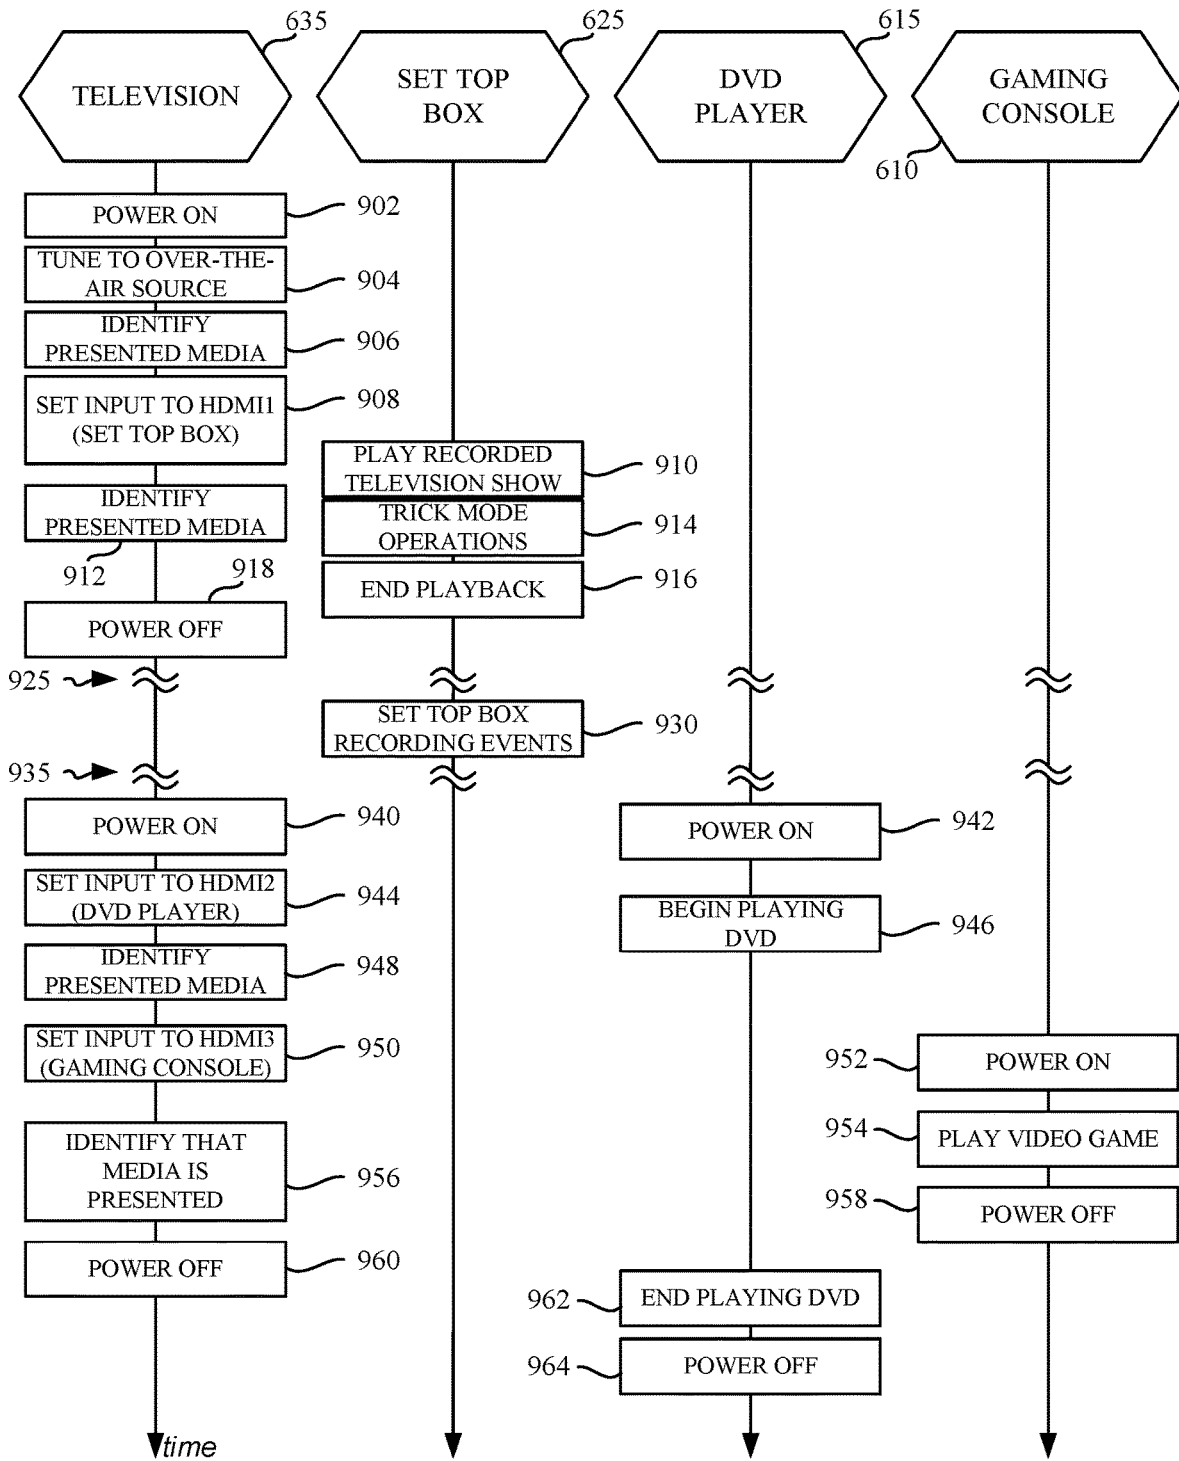 635
625
615
TELEVISION
SET TOP
BOX
DVD
PLAYER
GAMING
CONSOLE
610
POWER ON
902
TUNE TO OVER-THE-
AIR SOURCE
904
IDENTIFY
PRESENTED MEDIA
906
SET INPUT TO HDMI1
(SET TOP BOX)
908
PLAY RECORDED
TELEVISION SHOW
910
IDENTIFY
PRESENTED MEDIA
912
TRICK MODE
OPERATIONS
914
END PLAYBACK
916
918
POWER OFF
925
SET TOP BOX
RECORDING EVENTS
930
935
POWER ON
940
POWER ON
942
SET INPUT TO HDMI2
(DVD PLAYER)
944
BEGIN PLAYING
DVD
946
IDENTIFY
PRESENTED MEDIA
948
SET INPUT TO HDMI3
(GAMING CONSOLE)
950
952
POWER ON
954
PLAY VIDEO GAME
IDENTIFY THAT
MEDIA IS
PRESENTED
956
958
POWER OFF
POWER OFF
960
962
END PLAYING DVD
964
POWER OFF
time